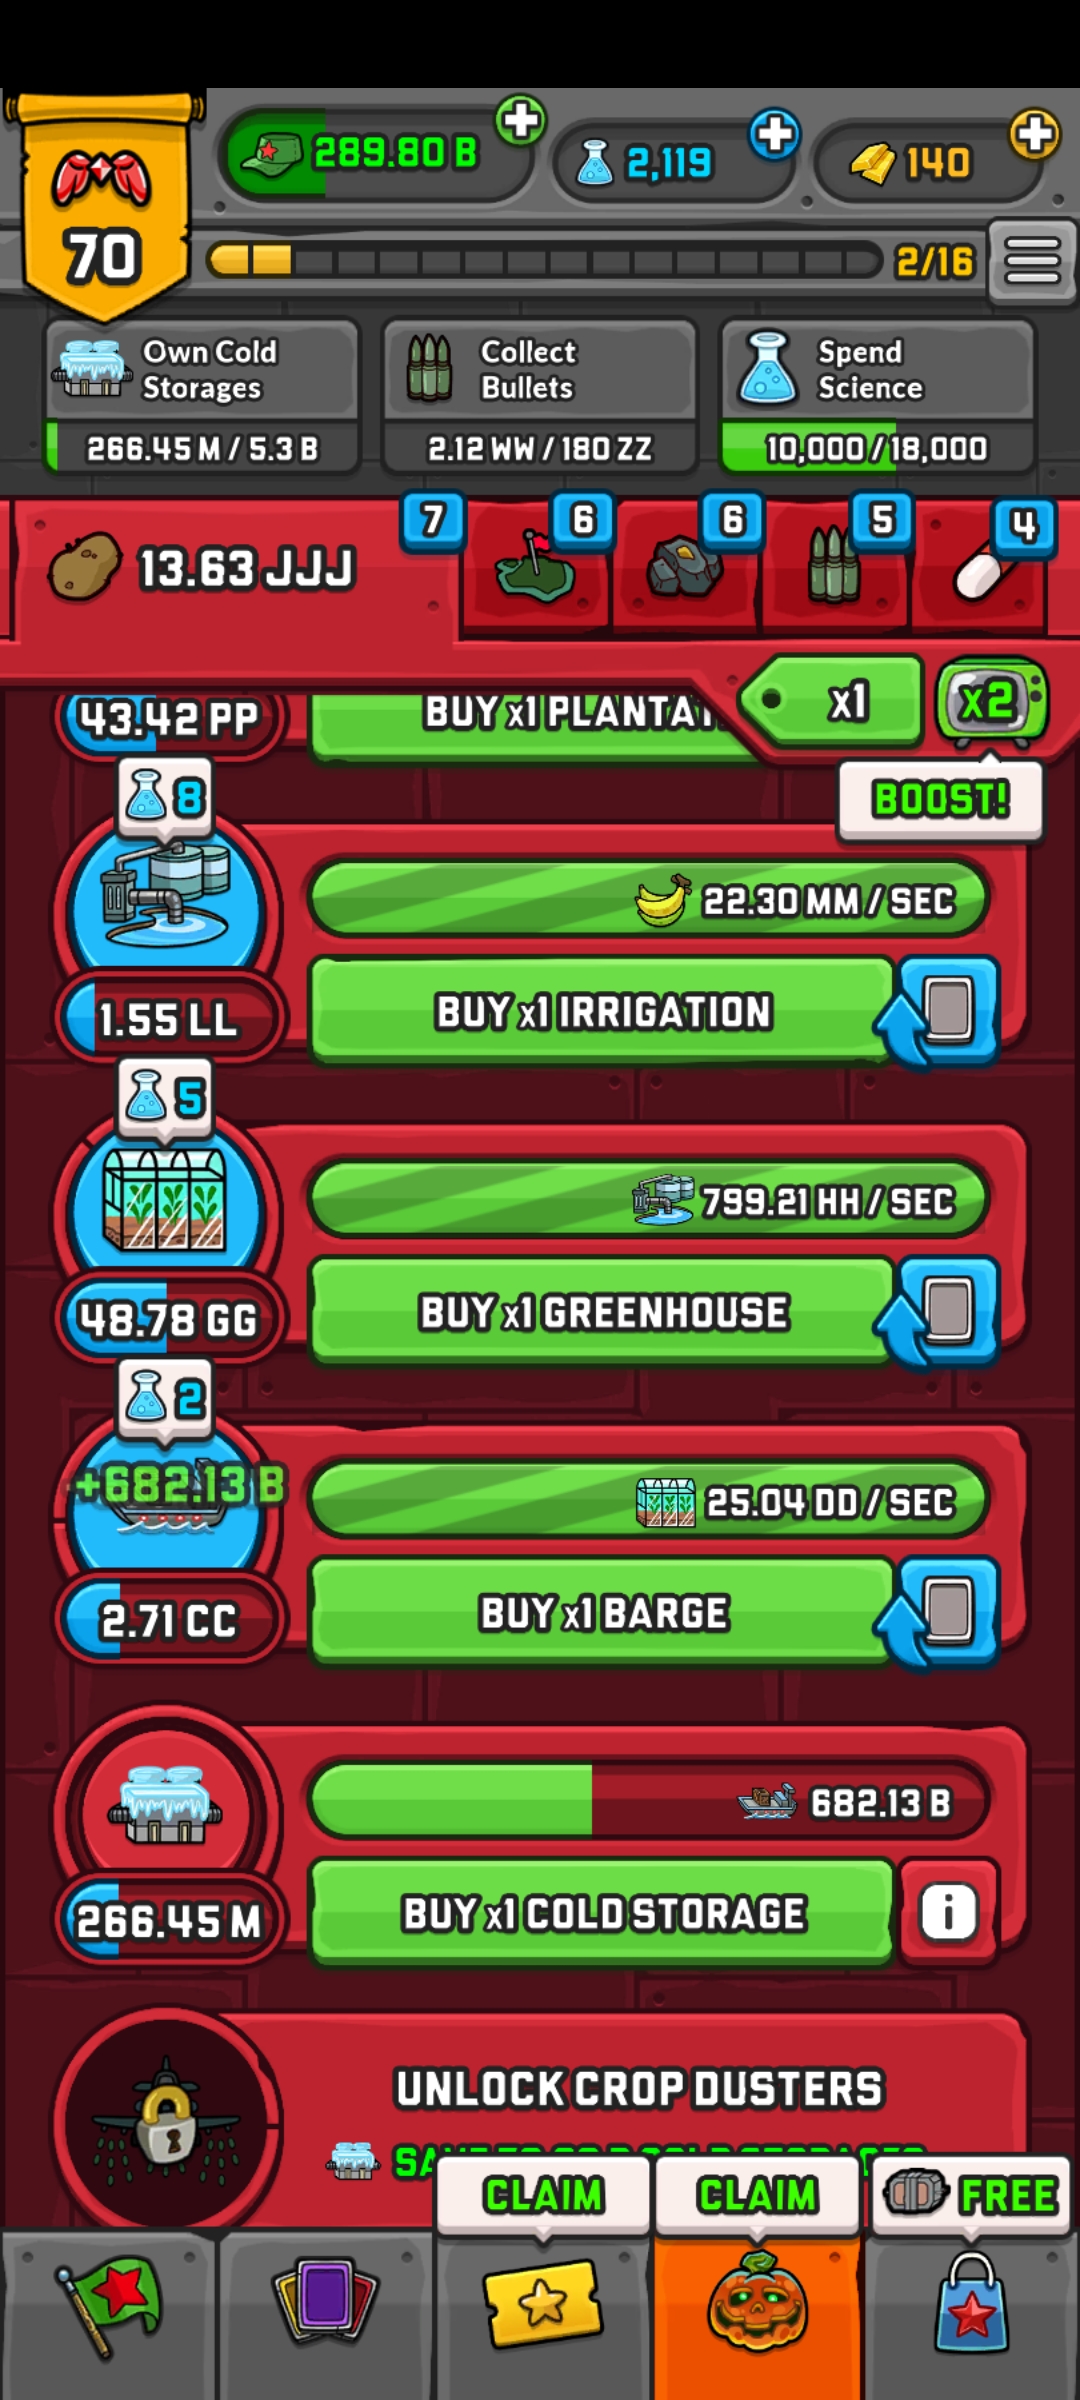 289.80 B
2,119
140
70
2/16
Own Cold
Storages
266.45 M / 5.3 B
Collect
Bullets
2.12 WW / 180 ZZ
Spend
Science
10,000 / 18,000
13.63 JJJ
7
6
6
5
4
x1
x2
BOOST!
43.42 PP
BUY x1
8
22.30 MM / SEC
1.55 LL
BUY x1 IRRIGATION
5
799.21 HH / SEC
48.78 GG
BUY x1 GREENHOUSE
2
+682.13 B
25.04 DD / SEC
2.71 CC
BUY x1 BARGE
682.13 B
266.45 M
BUY x1 COLD STORAGE
i
UNLOCK CROP DUSTERS
CLAIM
CLAIM
FREE